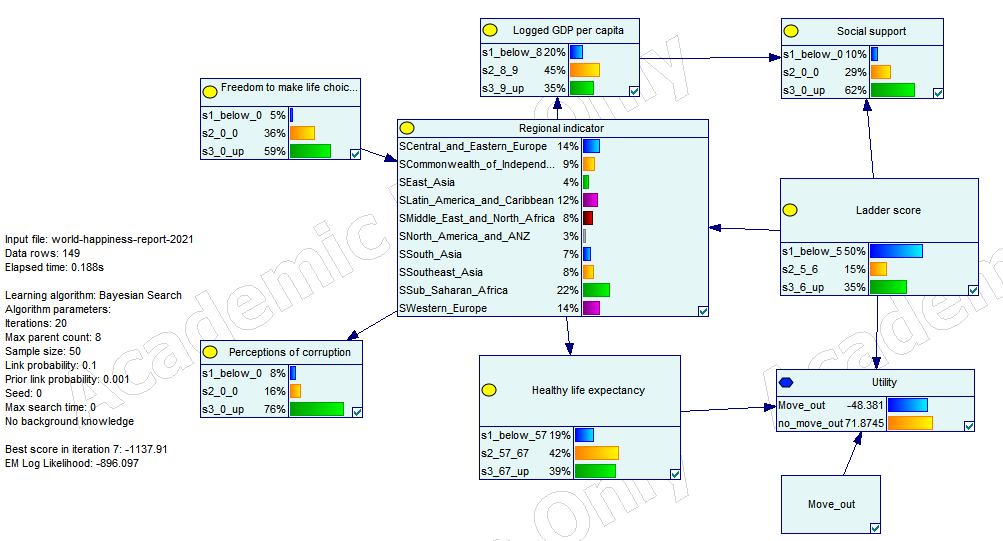 Logged GDP per capita
s1_below_8 20%
s2_8_9 45%
s3_9_up 35%
Social support
s1_below_0 10%
s2_0_0 29%
s3_0_up 62%
Freedom to make life choic...
s1_below_0 5%
s2_0_0 36%
s3_0_up 59%
Regional indicator
SCentral_and_Eastern_Europe 14%
SCommonwealth_of_Independ... 9%
SEast_Asia 4%
SLatin_America_and_Caribbean 12%
SMiddle_East_and_North_Africa 8%
SNorth_America_and_ANZ 3%
SSouth_Asia 7%
SSoutheast_Asia 8%
SSub_Saharan_Africa 22%
SWestern_Europe 14%
Ladder score
s1_below_5 50%
s2_5_6 15%
s3_6_up 35%
Input file: world-happiness-report-2021
Data rows: 149
Elapsed time: 0.188s
Learning algorithm: Bayesian Search
Algorithm parameters:
Iterations: 20
Max parent count: 8
Sample size: 50
Link probability: 0.1
Prior link probability: 0.001
Seed: 0
Max search time: 0
No background knowledge
Best score in iteration 7: -1137.91
EM Log Likelihood: -896.097
Perceptions of corruption
s1_below_0 8%
s2_0_0 16%
s3_0_up 76%
Healthy life expectancy
s1_below_57 19%
s2_57_67 42%
s3_67_up 39%
Utility
Move_out -48.381
no_move_out 71.8745
Move_out
Academic
Only
Academic
Only